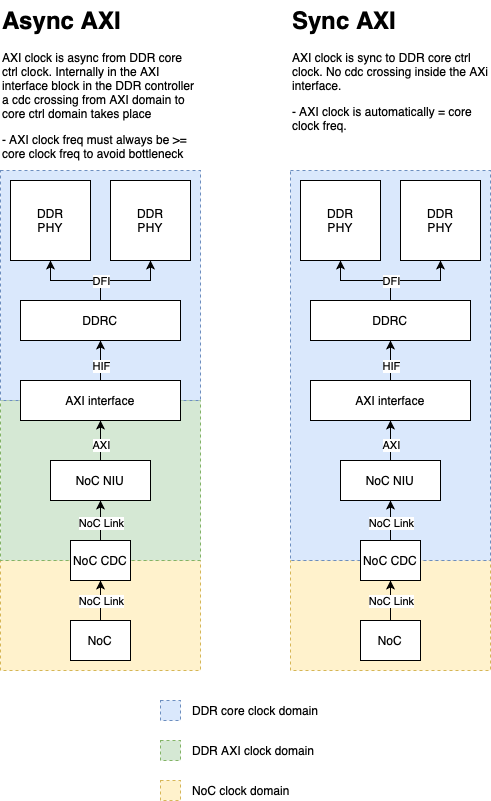 Async AXI
AXI clock is async from DDR core
ctrl clock. Internally in the AXI
interface block in the DDR controller
a cdc crossing from AXI domain to
core ctrl domain takes place
- AXI clock freq must always be >=
core clock freq to avoid bottleneck
DDR
PHY
DDR
PHY
DFI
DDRC
HIF
AXI interface
AXI
NoC NIU
NoC Link
NoC CDC
NoC Link
NoC
Sync AXI
AXI clock is sync to DDR core ctrl
clock. No cdc crossing inside the AXi
interface.
- AXI clock is automatically = core
clock freq.
DDR
PHY
DDR
PHY
DFI
DDRC
HIF
AXI interface
AXI
NoC NIU
NoC Link
NoC CDC
NoC Link
NoC
DDR core clock domain
DDR AXI clock domain
NoC clock domain